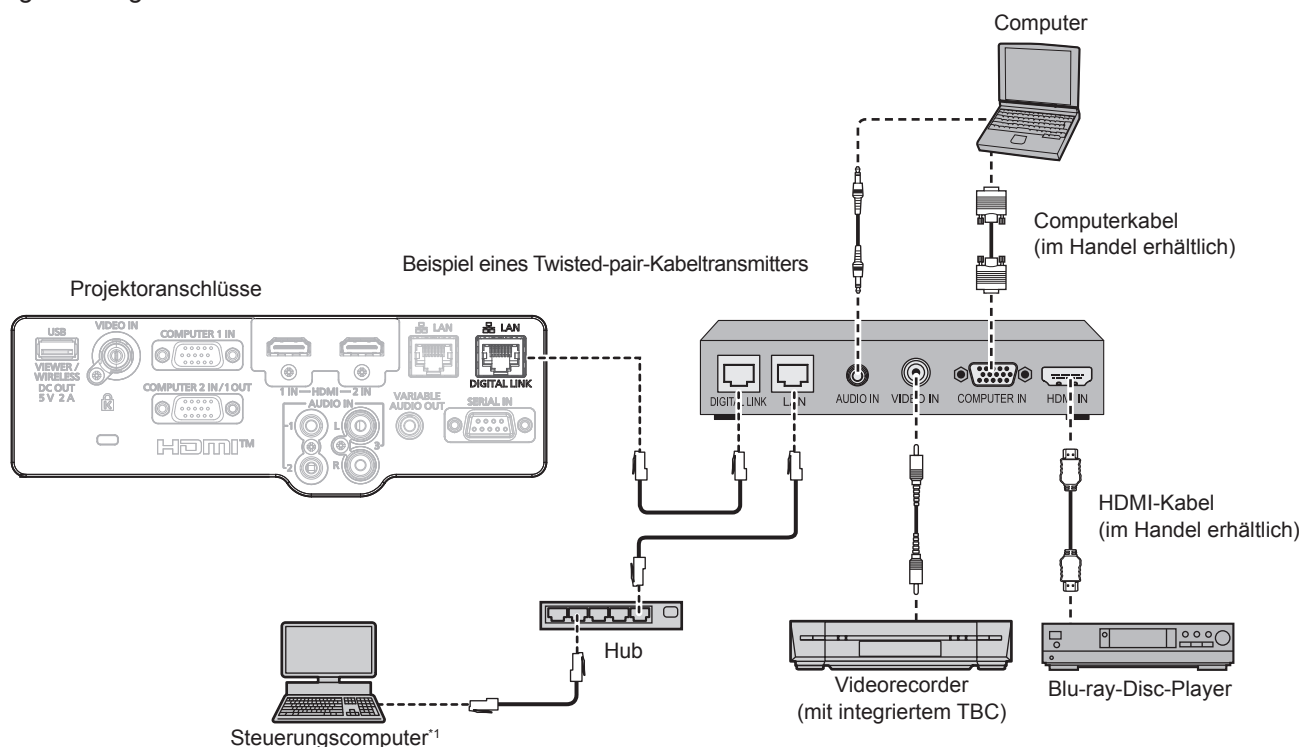 Computer
Computerkabel
(im Handel erhältlich)
Beispiel eines Twisted-pair-Kabeltransmitters
Projektoranschlüsse
USB
VIEWER /
WIRELESS
DC OUT
5 V 2 A
VIDEO IN
COMPUTER 1 IN
COMPUTER 2 IN/1 OUT
1 IN HDMI 2 IN
AUDIO IN
1
2
L
R
3
HDMI™
LAN
VARIABLE
AUDIO OUT
LAN
DIGITAL LINK
SERIAL IN
DIGITAL LINK
LAN
AUDIO IN
VIDEO IN
COMPUTER IN
HDMI IN
HDMI-Kabel
(im Handel erhältlich)
Hub
Videorecorder
(mit integriertem TBC)
Blu-ray-Disc-Player
Steuerungscomputer*1